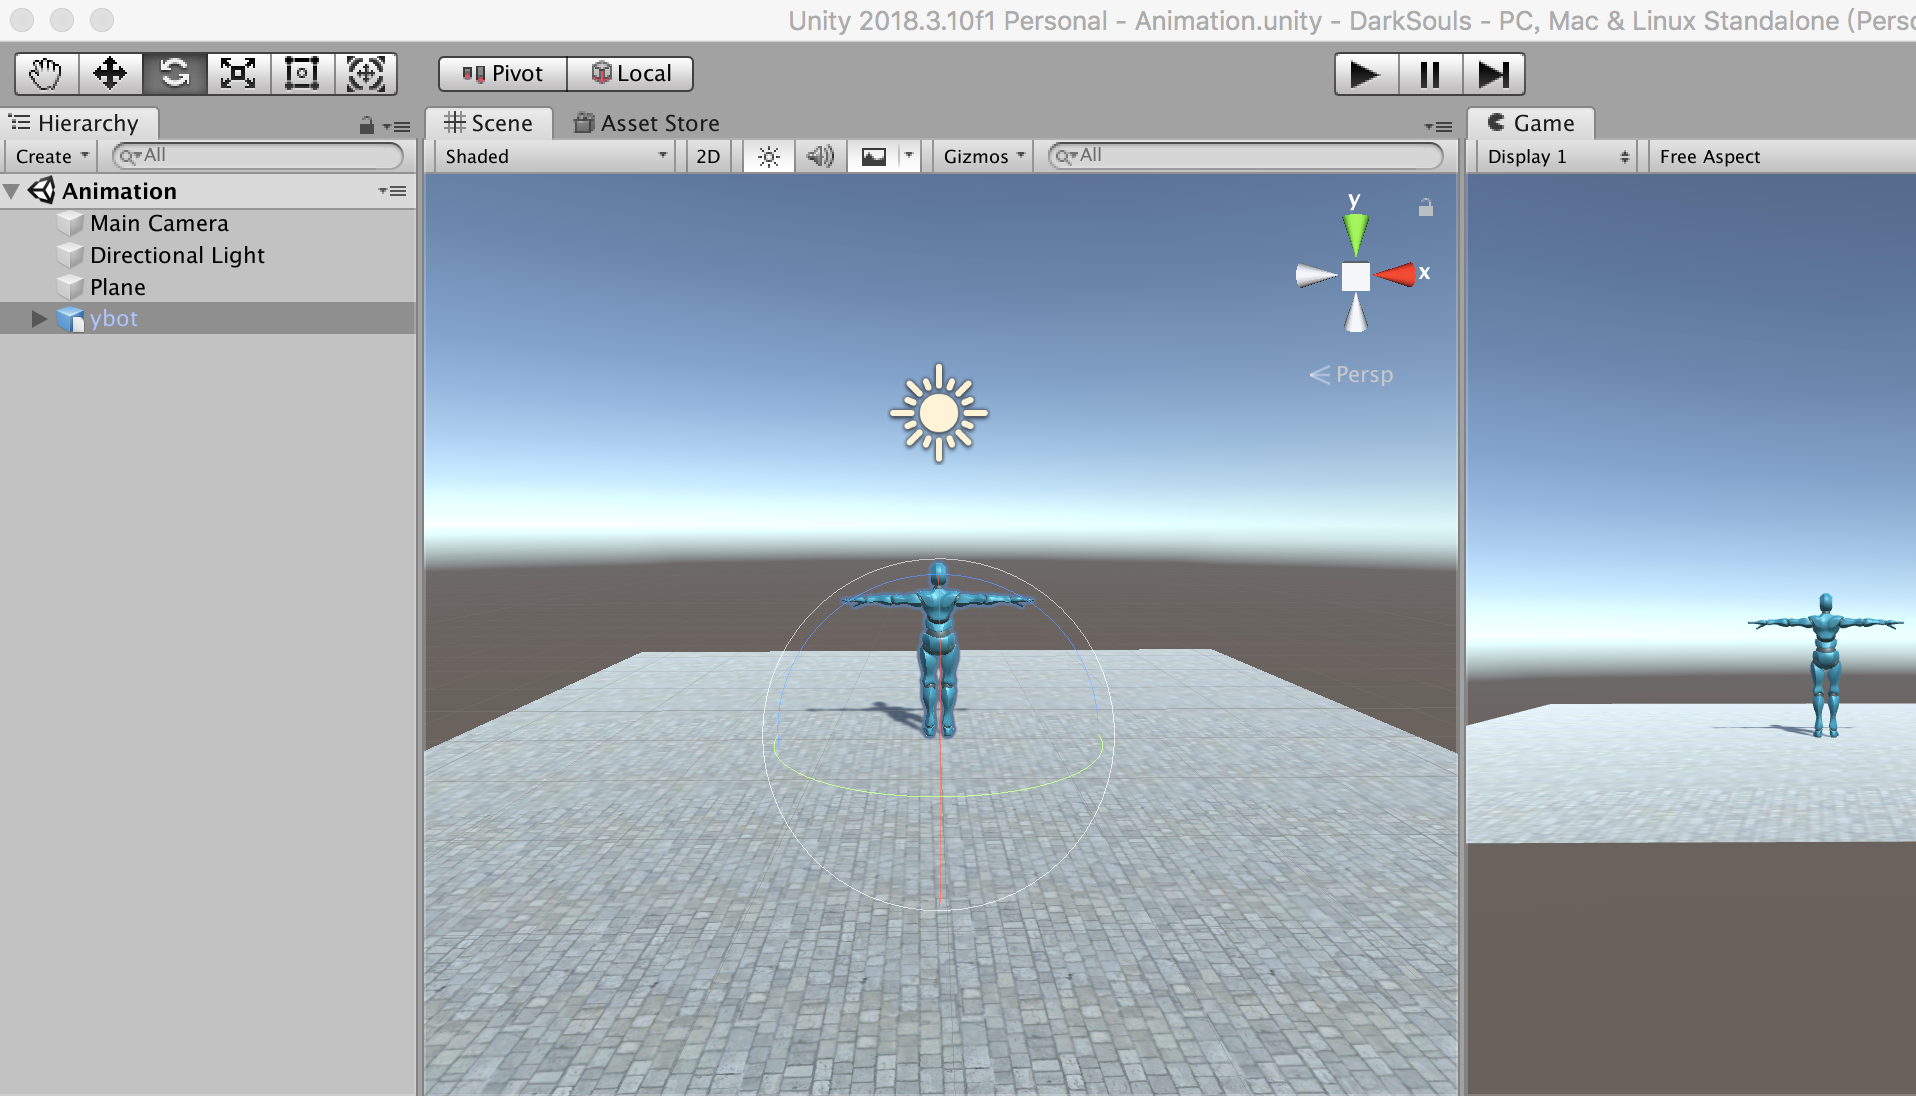 Unity 2018.3.10f1 Personal - Animation.unity - DarkSouls - PC, Mac & Linux Standalone
Pivot Local
Hierarchy Scene Asset Store Game
Create All Shaded 2D Gizmos All Display 1 Free Aspect
Animation
Main Camera
Directional Light
Plane
ybot
y
x
Persp